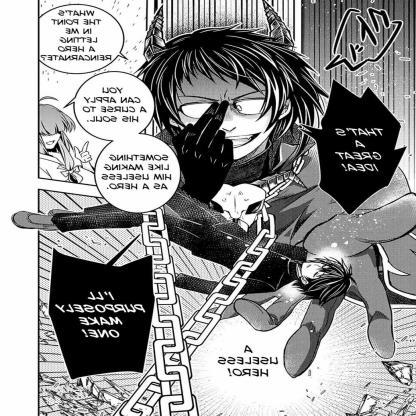 WHAT'S
THE POINT
IN ME
LETTING
A HERO
REINCARNATE?
YOU
CAN APPLY
A CURSE TO
HIS SOUL.
SOMETHING
LIKE MAKING
HIM USELESS
AS A HERO.
THAT'S
A
GREAT
IDEA!
I'LL
PURPOSELY
MAKE
ONE!
A
USELESS
HERO!